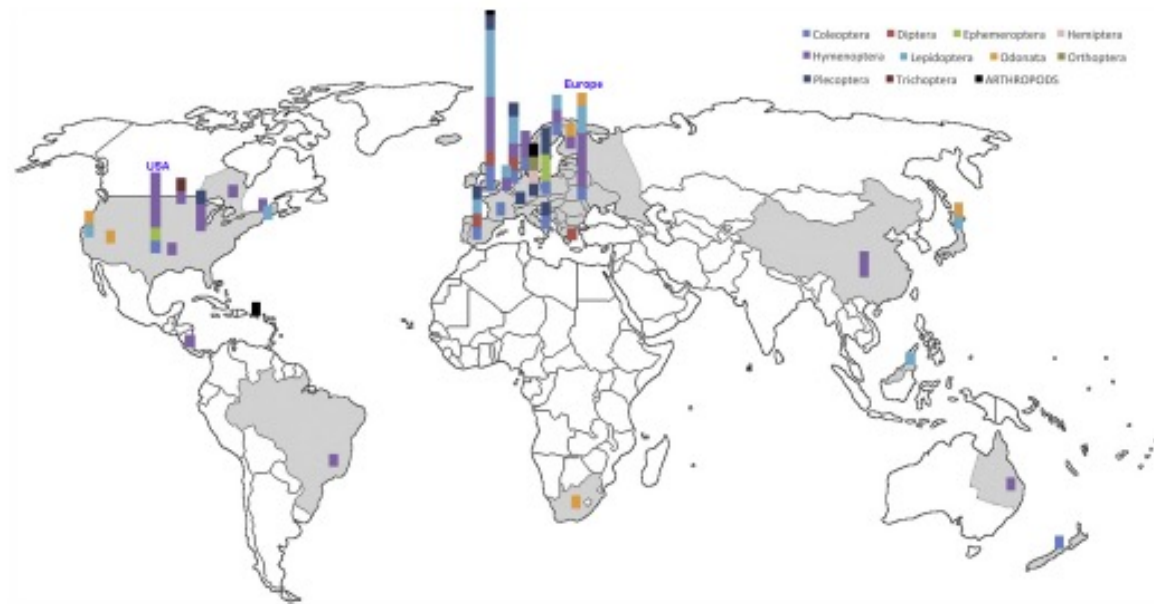 Coleoptera Diptera Ephemeroptera Hemiptera
Hymenoptera Lepidoptera Odonata Orthoptera
Plecoptera Trichoptera ARTHROPODS
Europe
USA